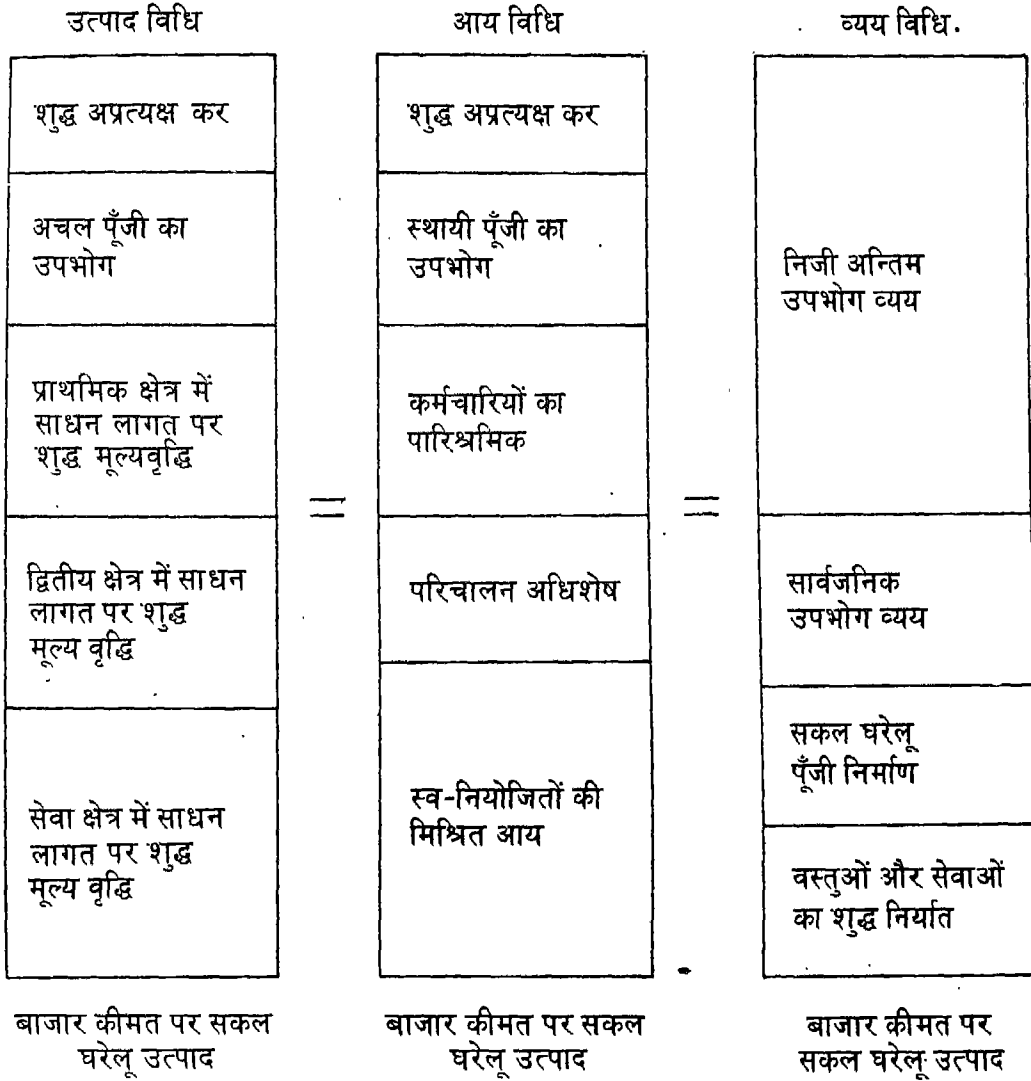 उत्पाद विधि
शुद्ध अप्रत्यक्ष कर
अचल पूँजी का
उपभोग
प्राथमिक क्षेत्र में
साधन लागत पर
शुद्ध मूल्यवृद्धि
द्वितीय क्षेत्र में साधन
लागत पर शुद्ध
मूल्य वृद्धि
सेवा क्षेत्र में साधन
लागत पर शुद्ध
मूल्य वृद्धि
बाजार कीमत पर सकल
घरेलू उत्पाद
=
आय विधि
शुद्ध अप्रत्यक्ष कर
स्थायी पूँजी का
उपभोग
कर्मचारियों का
पारिश्रमिक
परिचालन अधिशेष
स्व-नियोजितों की
मिश्रित आय
बाजार कीमत पर सकल
घरेलू उत्पाद
=
व्यय विधि.
निजी अन्तिम
उपभोग व्यय
सार्वजनिक
उपभोग व्यय
सकल घरेलू
पूँजी निर्माण
वस्तुओं और सेवाओं
का शुद्ध निर्यात
बाजार कीमत पर
सकल घरेलू उत्पाद